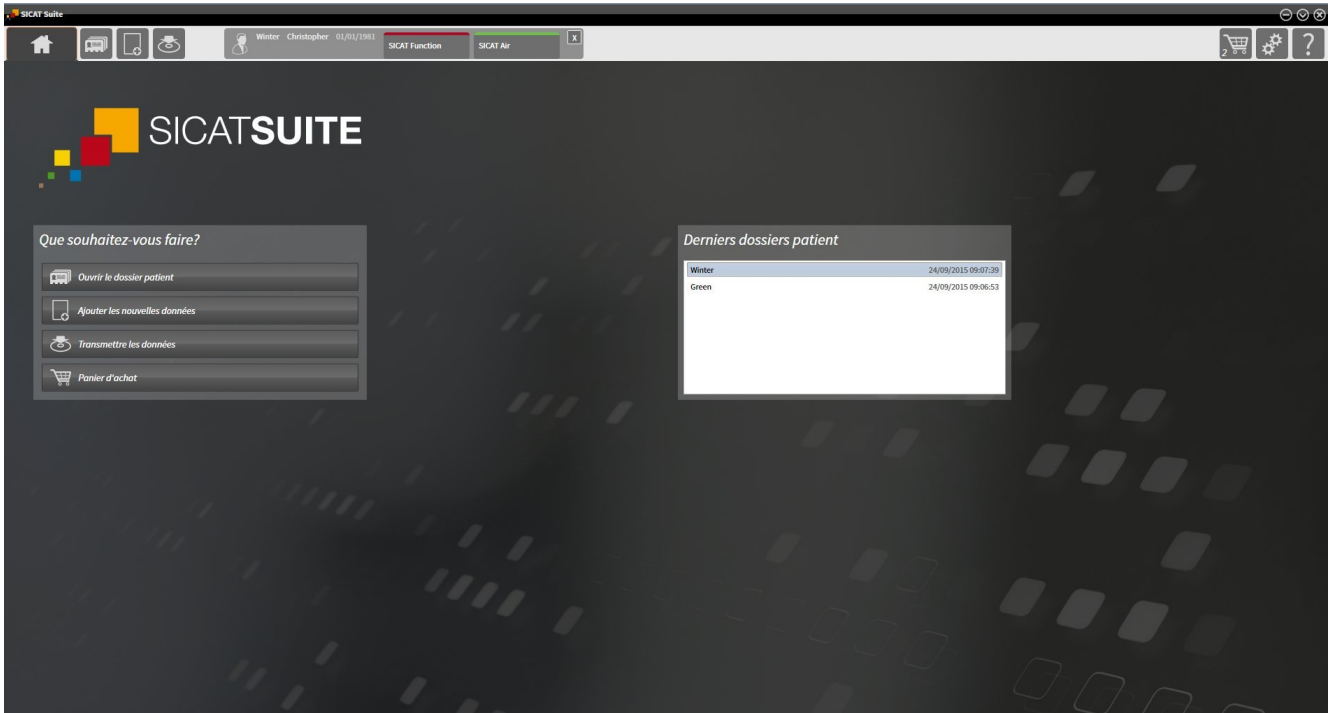 SICAT Suite
Winter Christopher 01/01/1981
SICAT Function
SICAT Air
X
2
?
SICATSUITE
Que souhaitez-vous faire?
Ouvrir le dossier patient
Ajouter les nouvelles données
Transmettre les données
Panier d'achat
Derniers dossiers patient
Winter 24/09/2015 09:07:39
Green 24/09/2015 09:06:53